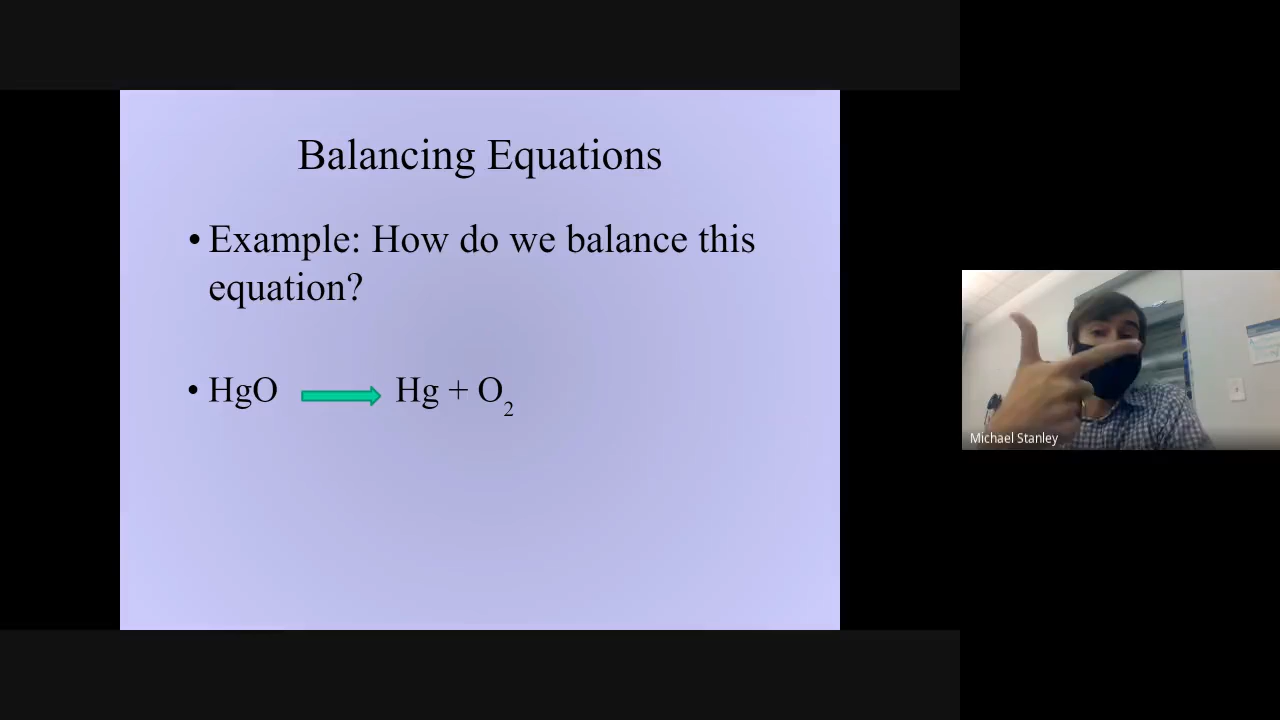 Balancing Equations
• Example: How do we balance this
equation?
• HgO → Hg + O₂
Michael Stanley